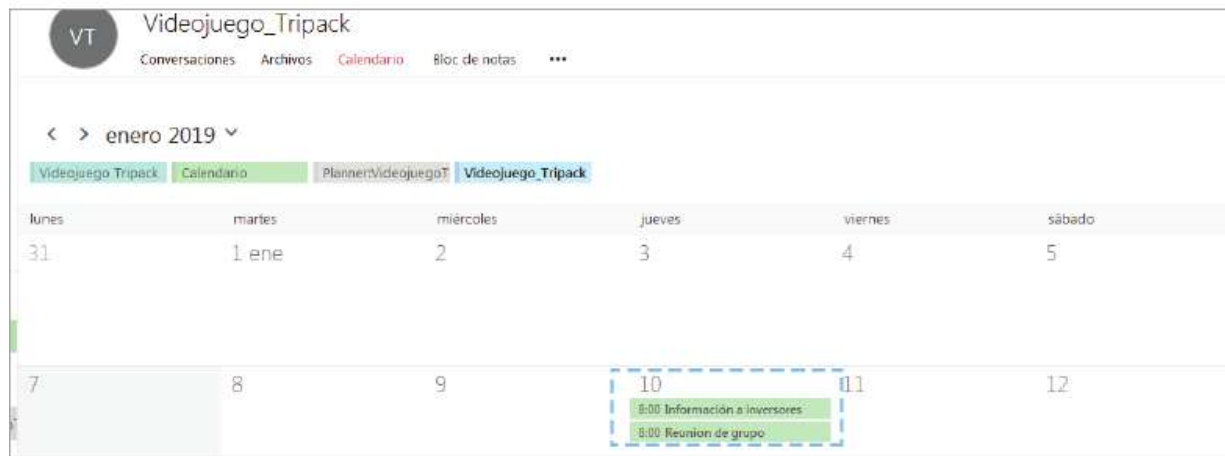 VT
Videojuego_Tripack
Conversaciones Archivos Calendario Bloc de notas •••
< > enero 2019
Videojuego Tripack Calendario Planner:VideojuegoT Videojuego_Tripack
lunes martes miércoles jueves viernes sábado
31 1 ene 2 3 4 5
7 8 9 10 11 12
8:00 Información a inversores
8:00 Reunion de grupo